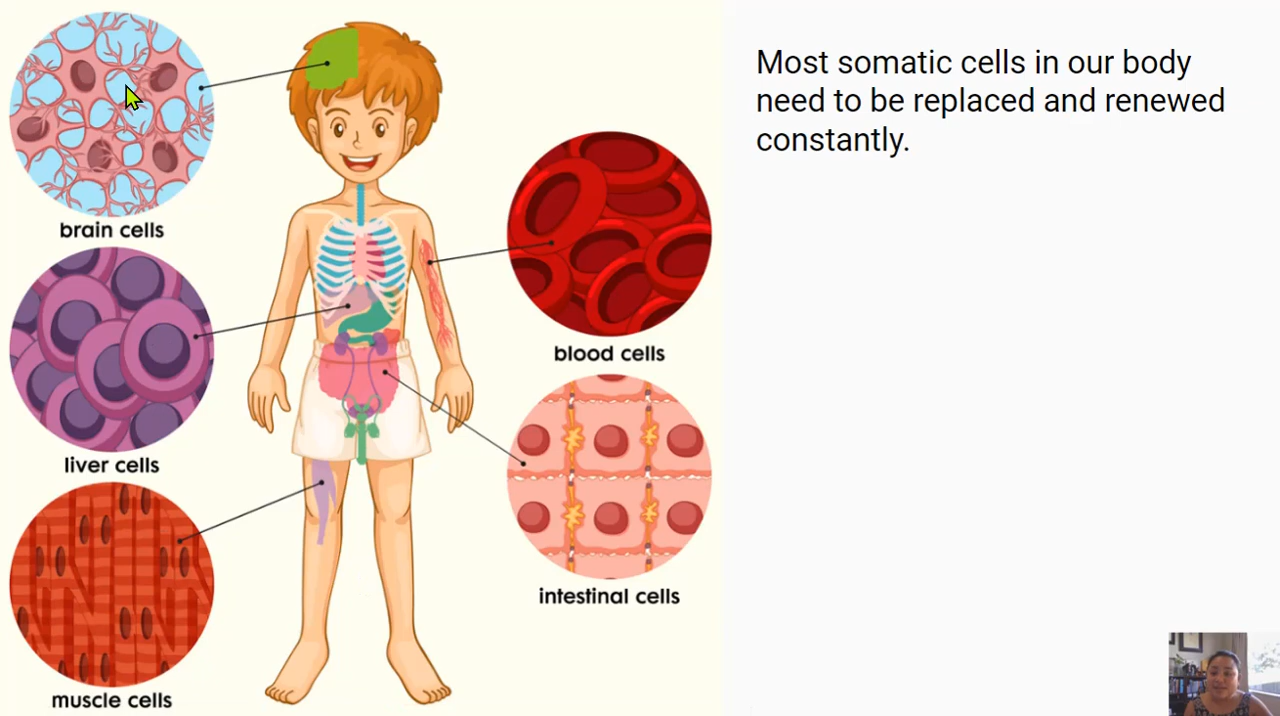 Most somatic cells in our body
need to be replaced and renewed
constantly.
brain cells
liver cells
muscle cells
blood cells
intestinal cells